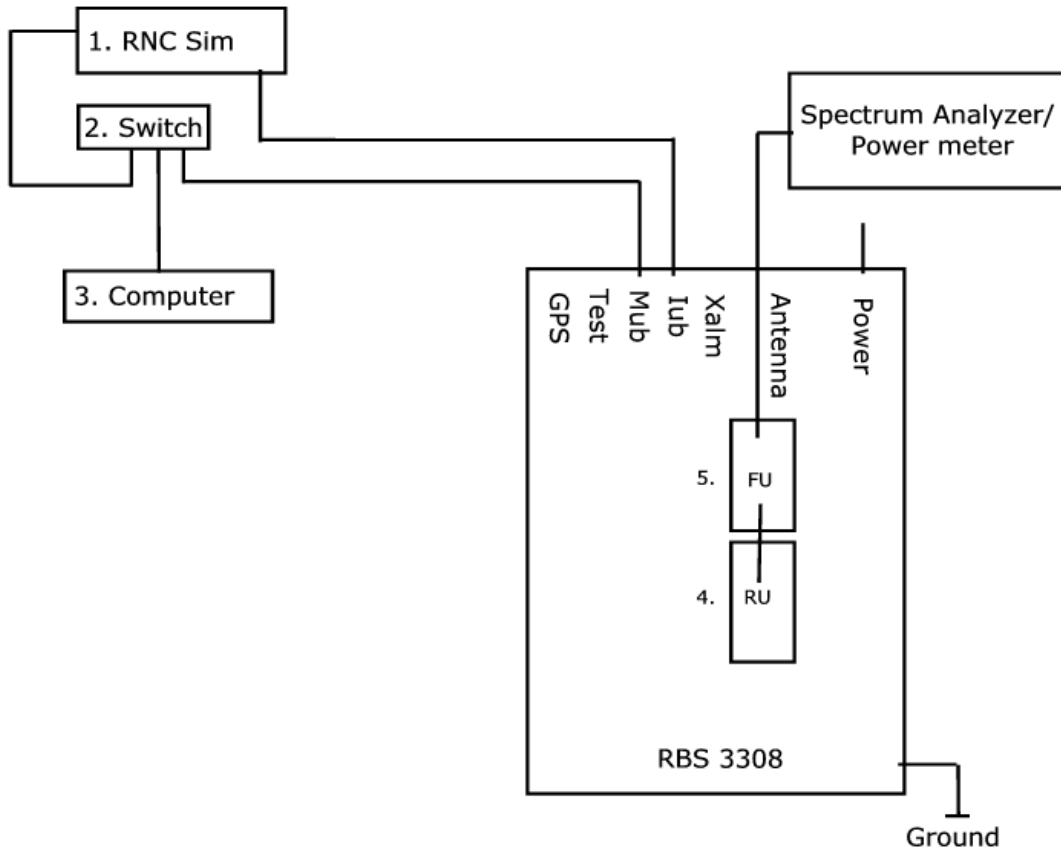 1. RNC Sim
2. Switch
3. Computer
Spectrum Analyzer/
Power meter
GPS
Test
Mub
Iub
Xalm
Antenna
Power
5. FU
4. RU
RBS 3308
Ground